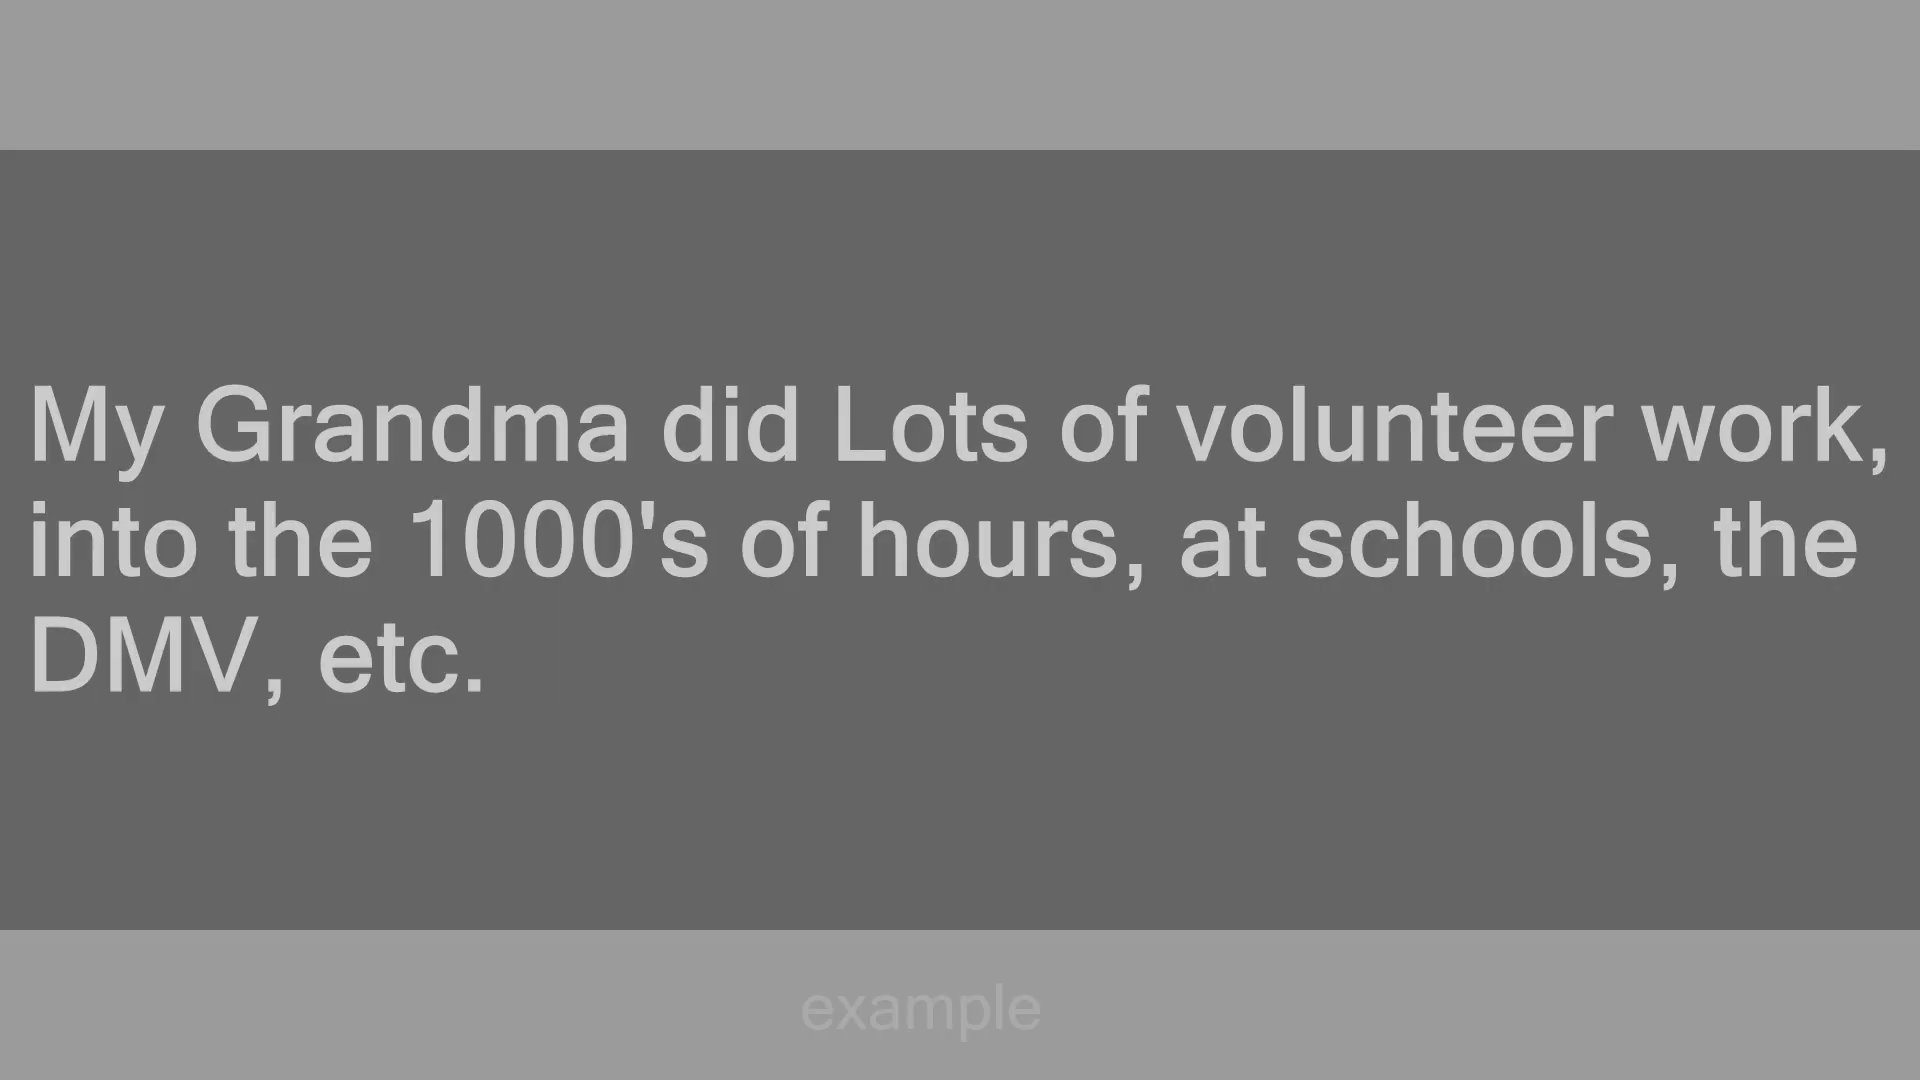 My Grandma did Lots of volunteer work,
into the 1000's of hours, at schools, the
DMV, etc.
example